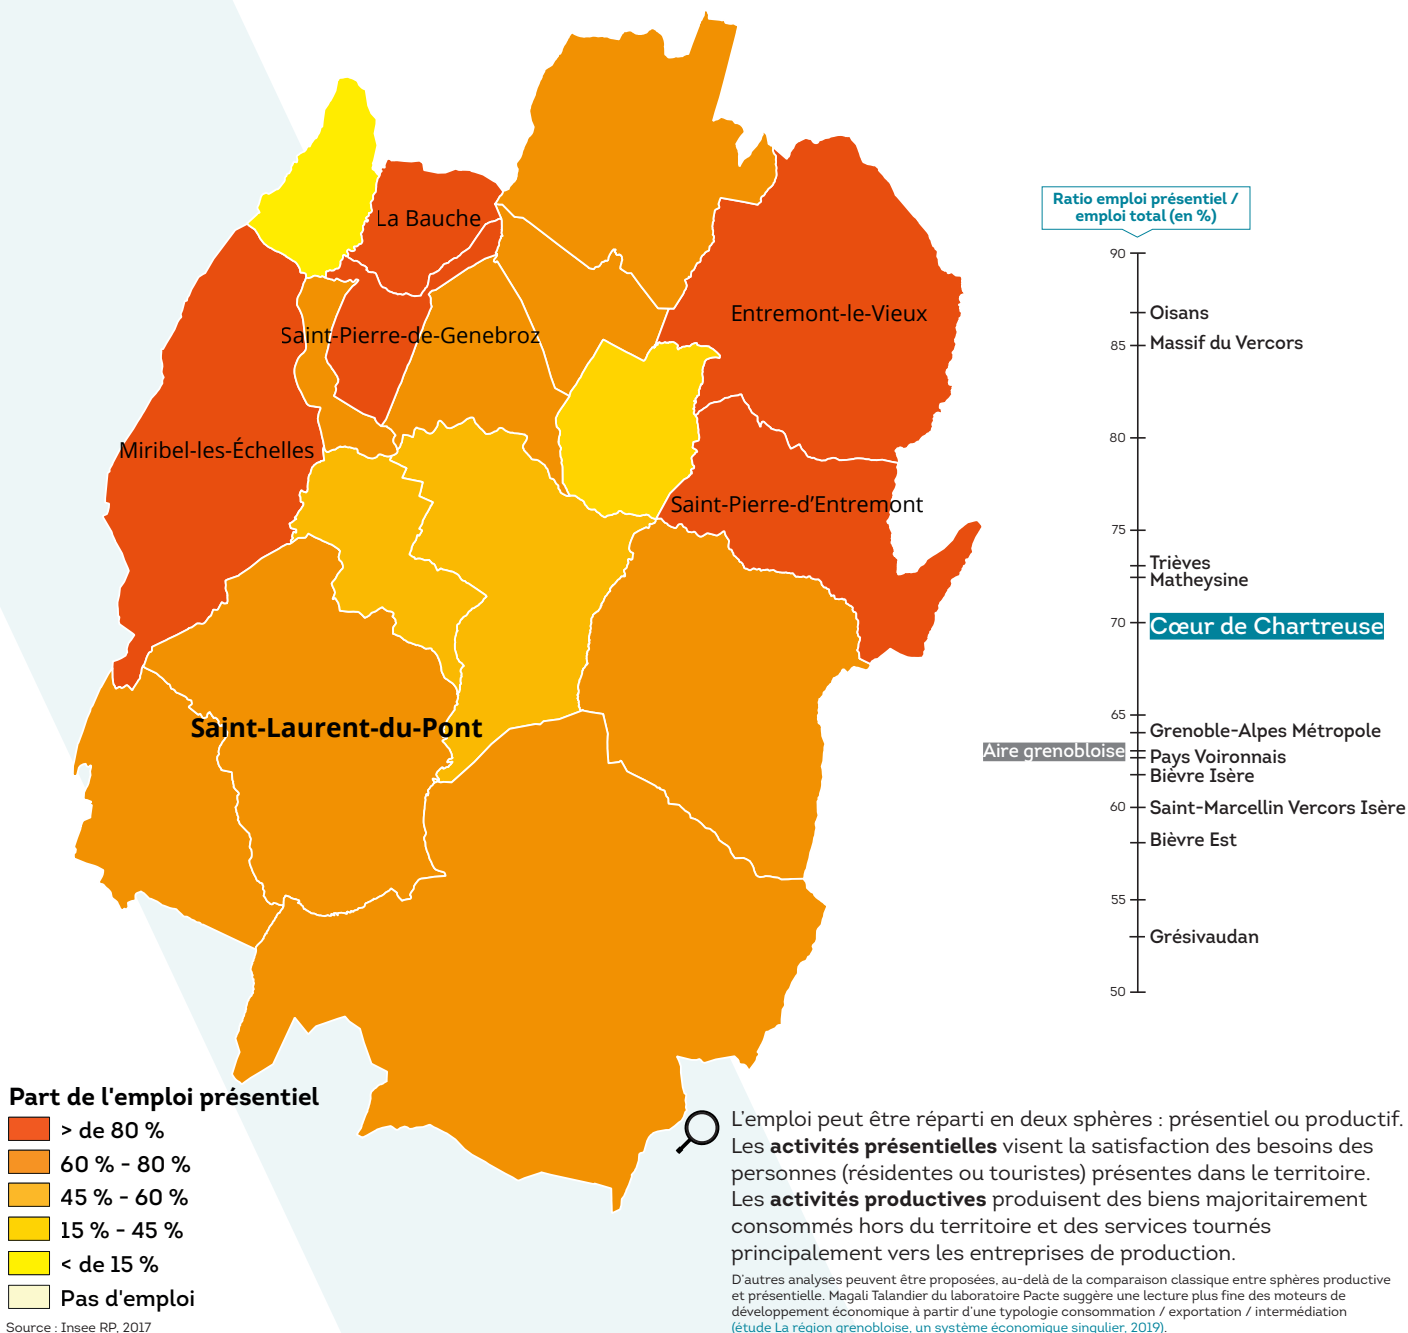 La Bauche
Saint-Pierre-de-Genebroz
Entremont-le-Vieux
Miribel-les-Échelles
Saint-Pierre-d’Entremont
Saint-Laurent-du-Pont
Ratio emploi présentiel /
emploi total (en %)
90
Oisans
85
Massif du Vercors
80
75
Trièves
Matheysine
70
Cœur de Chartreuse
65
Grenoble-Alpes Métropole
Aire grenobloise
Pays Voironnais
Bièvre Isère
60
Saint-Marcellin Vercors Isère
Bièvre Est
55
Grésivaudan
50
Part de l'emploi présentiel
> de 80 %
60 % - 80 %
45 % - 60 %
15 % - 45 %
< de 15 %
Pas d'emploi
Source : Insee RP, 2017
L’emploi peut être réparti en deux sphères : présentiel ou productif.
Les activités présentielles visent la satisfaction des besoins des
personnes (résidentes ou touristes) présentes dans le territoire.
Les activités productives produisent des biens majoritairement
consommés hors du territoire et des services tournés
principalement vers les entreprises de production.
D’autres analyses peuvent être proposées, au-delà de la comparaison classique entre sphères productive
et présentielle. Magali Talandier du laboratoire Pacte suggère une lecture plus fine des moteurs de
développement économique à partir d’une typologie consommation / exportation / intermédiation
(étude La région grenobloise, un système économique singulier, 2019).